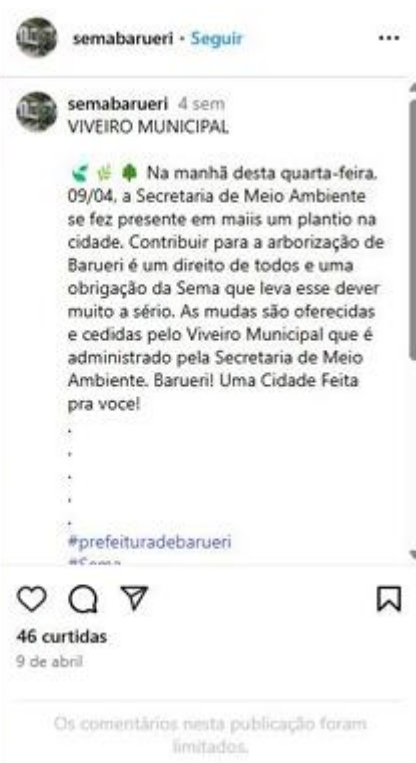 semabarueri • Seguir
semabarueri 4 sem
VIVEIRO MUNICIPAL
Na manhã desta quarta-feira,
09/04, a Secretaria de Meio Ambiente
se fez presente em maiis um plantio na
cidade. Contribuir para a arborização de
Barueri é um direito de todos e uma
obrigação da Sema que leva esse dever
muito a sério. As mudas são oferecidas
e cedidas pelo Viveiro Municipal que é
administrado pela Secretaria de Meio
Ambiente. Barueri! Uma Cidade Feita
pra voce!
.
.
.
.
.
#prefeituradebarueri
#Sema
46 curtidas
9 de abril
Os comentários nesta publicação foram
limitados.